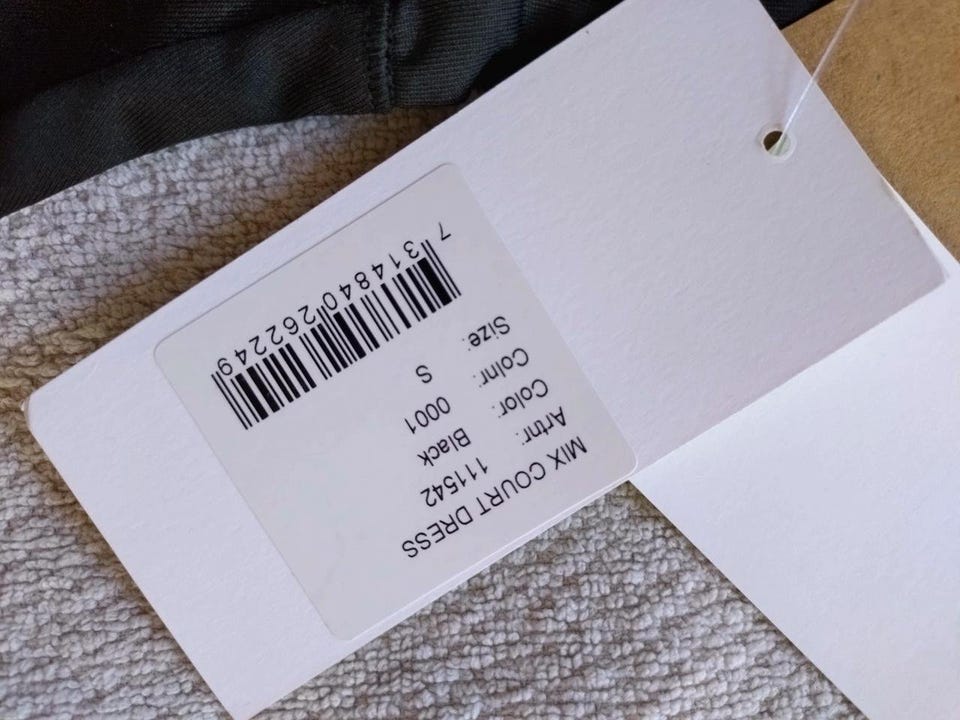 MIX COURT DRESS
Artnr: 111542
Color: Black
Colnr: 0001
Size: S
7 314840 262249